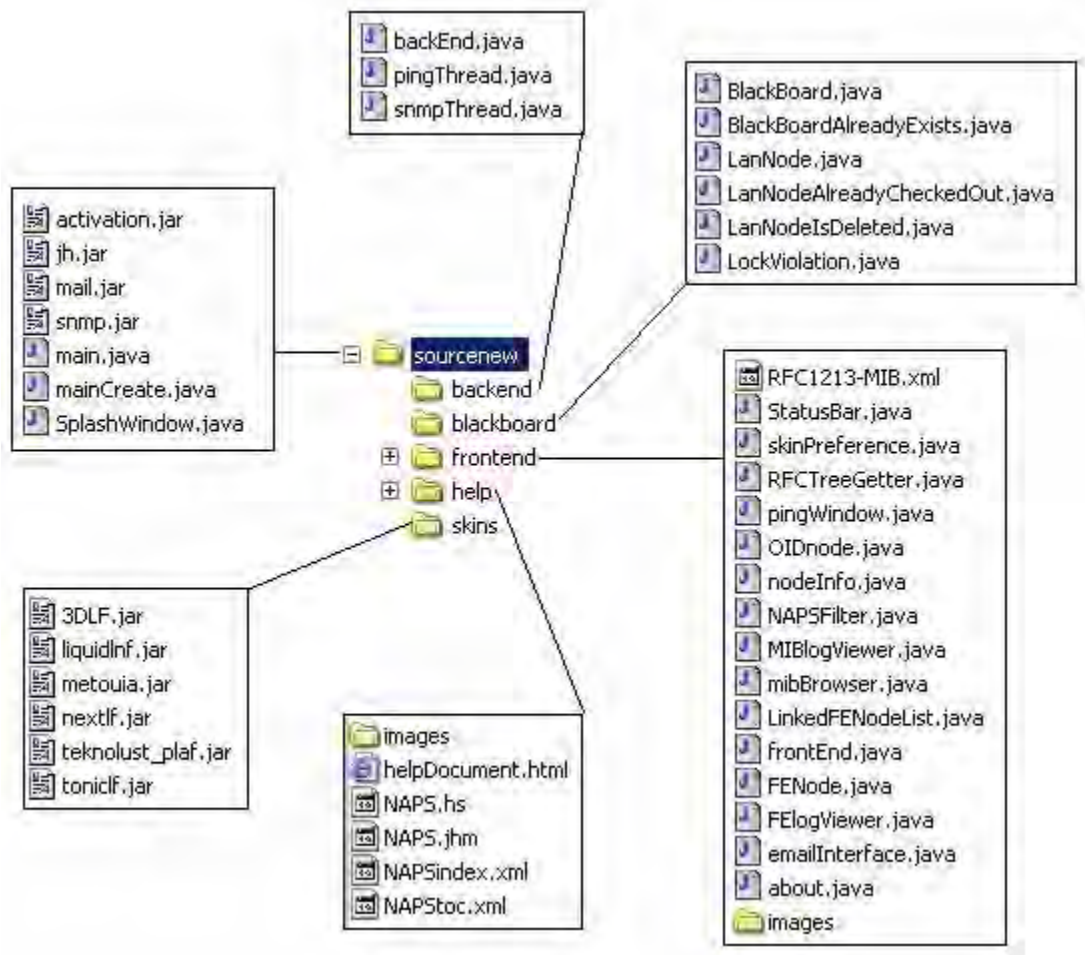 backEnd.java
pingThread.java
snmpThread.java
BlackBoard.java
BlackBoardAlreadyExists.java
LanNode.java
LanNodeAlreadyCheckedOut.java
LanNodeIsDeleted.java
LockViolation.java
activation.jar
jh.jar
mail.jar
snmp.jar
main.java
mainCreate.java
SplashWindow.java
sourcenew
backend
blackboard
frontend
help
skins
RFC1213-MIB.xml
StatusBar.java
skinPreference.java
RFCTreeGetter.java
pingWindow.java
OIDnode.java
nodeInfo.java
NAPSFilter.java
MIBlogViewer.java
mibBrowser.java
LinkedFENodeList.java
frontEnd.java
FENode.java
FElogViewer.java
emailInterface.java
about.java
images
3DLF.jar
liquidlnf.jar
metouia.jar
nextlf.jar
teknolust_plaf.jar
toniclf.jar
images
helpDocument.html
NAPS.hs
NAPS.jhm
NAPSindex.xml
NAPStoc.xml